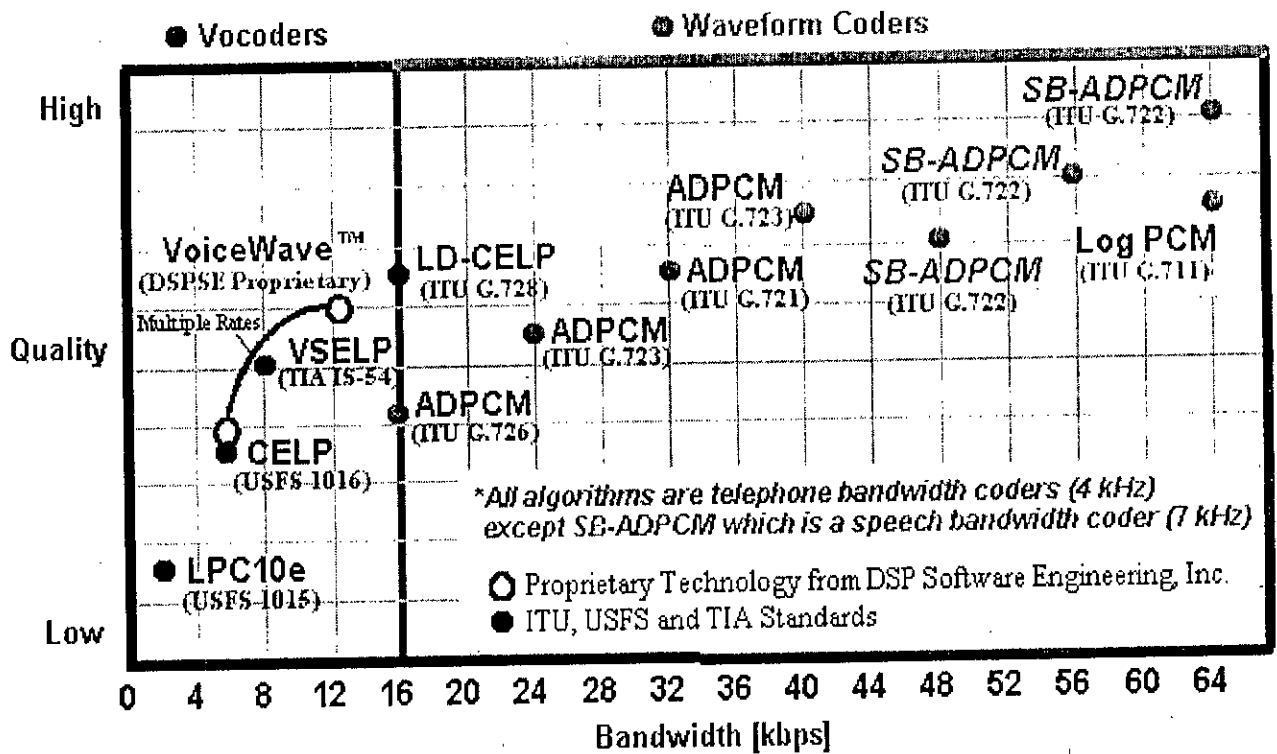 Vocoders
Waveform Coders
High
Quality
Low
SB-ADPCM
(ITU G.722)
SB-ADPCM
(ITU G.722)
ADPCM
(ITU G.723)
Log PCM
(ITU G.711)
VoiceWave™
(DSPSE Proprietary)
Multiple Rates
LD-CELP
(ITU G.728)
ADPCM
(ITU G.721)
SB-ADPCM
(ITU G.722)
VSELP
(TIA IS-54)
ADPCM
(ITU G.723)
ADPCM
(ITU G.726)
CELP
(USFS-1016)
LPC10e
(USFS-1015)
*All algorithms are telephone bandwidth coders (4 kHz)
except SB-ADPCM which is a speech bandwidth coder (7 kHz)
Proprietary Technology from DSP Software Engineering, Inc.
ITU, USFS and TIA Standards
0 4 8 12 16 20 24 28 32 36 40 44 48 52 56 60 64
Bandwidth [kbps]